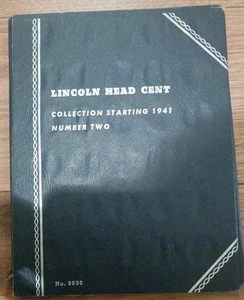 LINCOLN HEAD CENT
COLLECTION STARTING 1941
NUMBER TWO
No. 9030